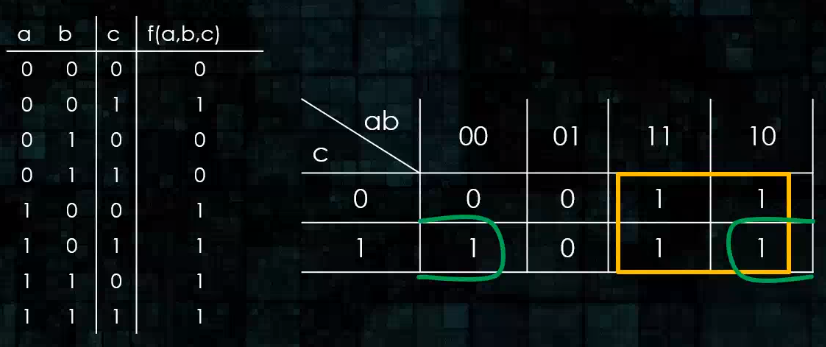 a b c f(a,b,c)
0 0 0 0
0 0 1 1
0 1 0 0
0 1 1 0
1 0 0 1
1 0 1 1
1 1 0 1
1 1 1 1
ab
c
00 01 11 10
0 0 0 1 1
1 1 0 1 1